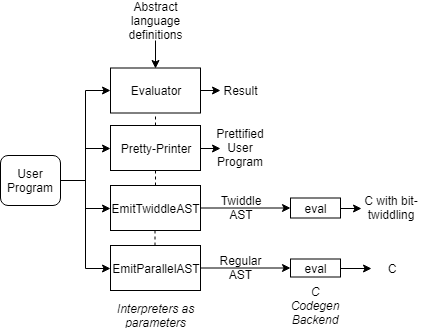 Abstract
language
definitions
Evaluator
Result
Pretty-Printer
Prettified
User
Program
User
Program
EmitTwiddleAST
Twiddle
AST
eval
C with bit-
twiddling
EmitParallelAST
Regular
AST
eval
C
Interpreters as
parameters
C
Codegen
Backend